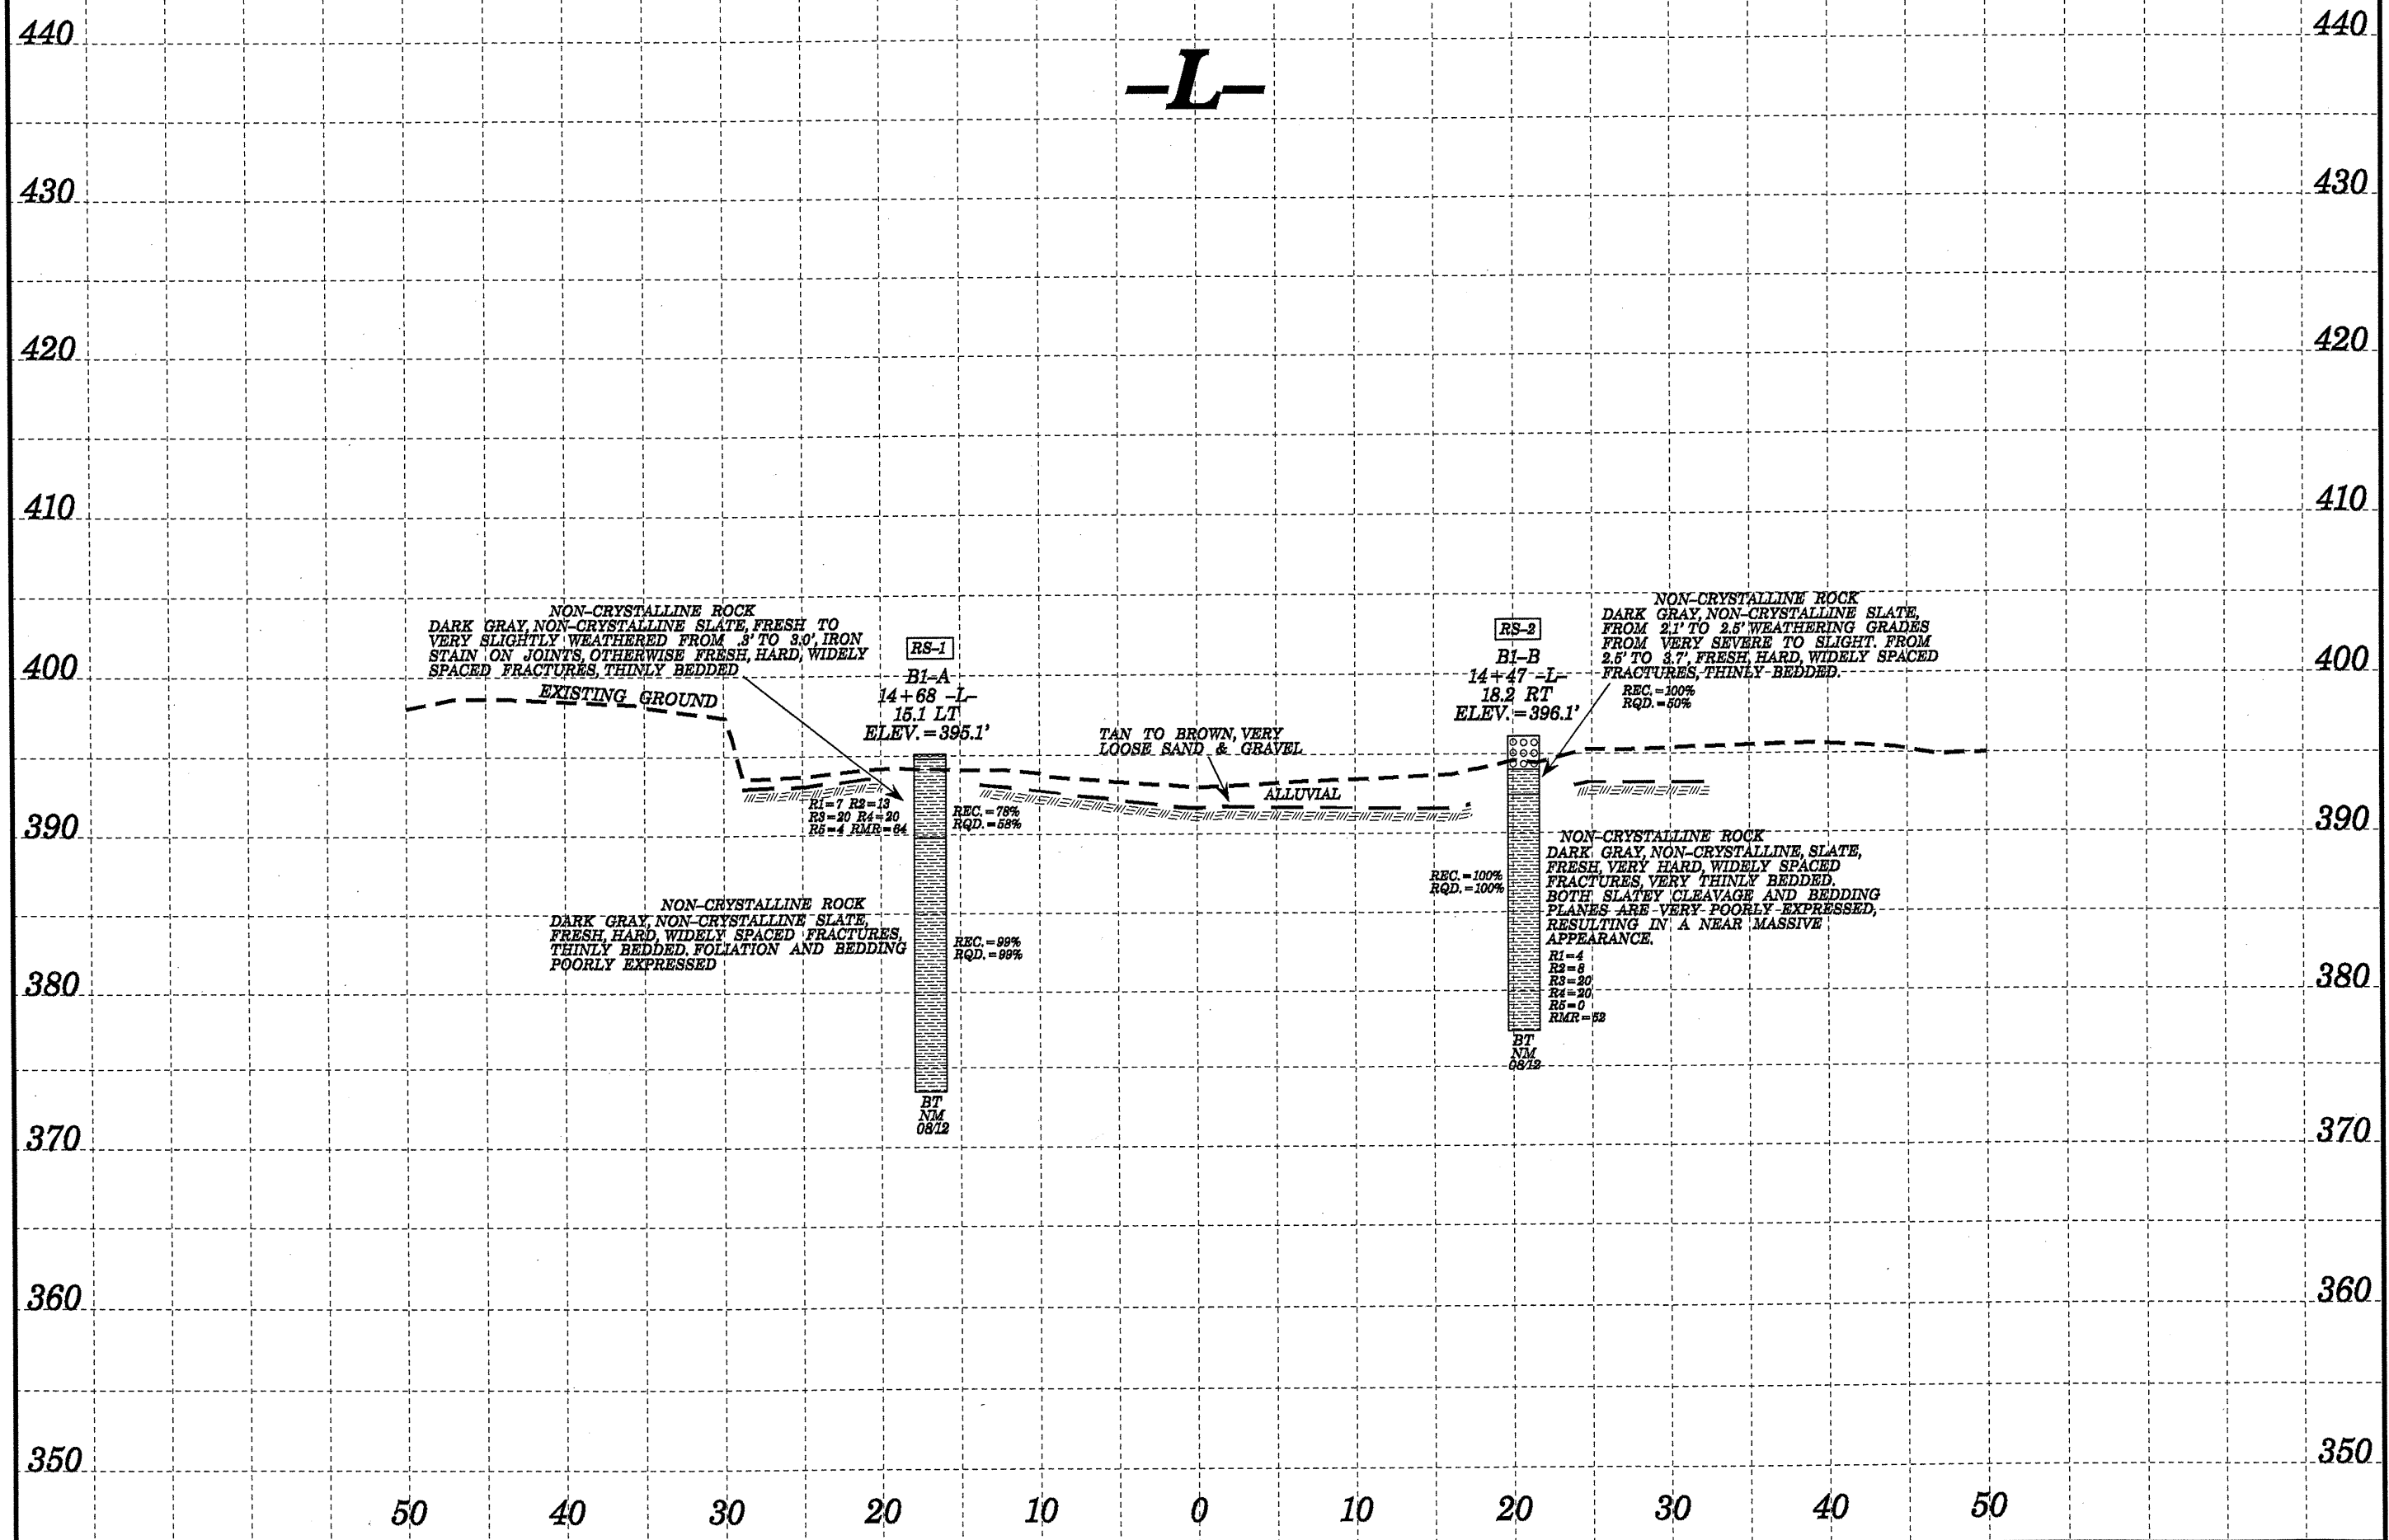 -L-
440
440
430
430
420
420
410
410
NON-CRYSTALLINE ROCK
DARK GRAY, NON-CRYSTALLINE SLATE, FRESH TO
VERY SLIGHTLY WEATHERED FROM .3' TO 3.0', IRON
STAIN ON JOINTS, OTHERWISE FRESH, HARD, WIDELY
SPACED FRACTURES, THINLY BEDDED
RS-1
B1-A
14+68 -L-
15.1 LT
ELEV.=395.1'
RS-2
B1-B
14+47 -L-
18.2 RT
ELEV.=396.1'
NON-CRYSTALLINE ROCK
DARK GRAY, NON-CRYSTALLINE SLATE,
FROM 2.1' TO 2.5' WEATHERING GRADES
FROM VERY SEVERE TO SLIGHT. FROM
2.5' TO 3.7', FRESH, HARD, WIDELY SPACED
FRACTURES, THINLY BEDDED.
REC.=100%
RQD.=50%
400
400
EXISTING GROUND
TAN TO BROWN, VERY
LOOSE SAND & GRAVEL
ALLUVIAL
R1=7 R2=13
R3=20 R4=20
R5=4 RMR=64
REC.=78%
RQD.=58%
390
390
NON-CRYSTALLINE ROCK
DARK GRAY, NON-CRYSTALLINE, SLATE,
FRESH, VERY HARD, WIDELY SPACED
FRACTURES, VERY THINLY BEDDED.
BOTH SLATEY CLEAVAGE AND BEDDING
PLANES ARE VERY POORLY EXPRESSED,
RESULTING IN A NEAR MASSIVE
APPEARANCE.
REC.=100%
RQD.=100%
R1=4
R2=8
R3=20
R4=20
R5=0
RMR=52
NON-CRYSTALLINE ROCK
DARK GRAY, NON-CRYSTALLINE SLATE,
FRESH, HARD, WIDELY SPACED FRACTURES,
THINLY BEDDED. FOLIATION AND BEDDING
POORLY EXPRESSED
REC.=99%
RQD.=99%
380
380
BT
NM
08/12
BT
NM
08/12
370
370
360
360
350
350
50
40
30
20
10
0
10
20
30
40
50